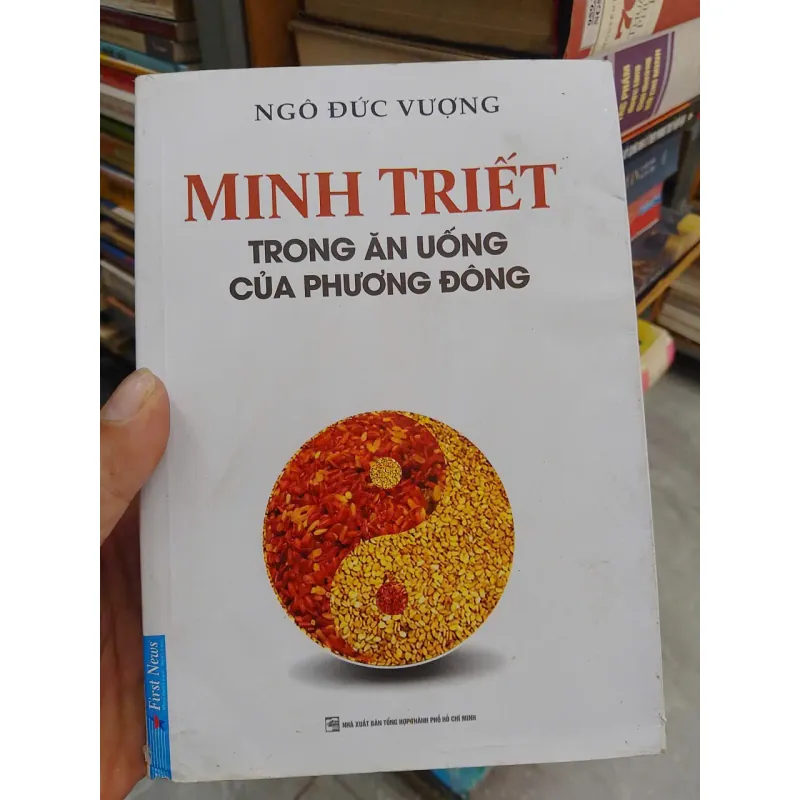 NGÔ ĐỨC VƯỢNG
MINH TRIẾT
TRONG ĂN UỐNG
CỦA PHƯƠNG ĐÔNG
First News
NHÀ XUẤT BẢN TỔNG HỢP THÀNH PHỐ HỒ CHÍ MINH